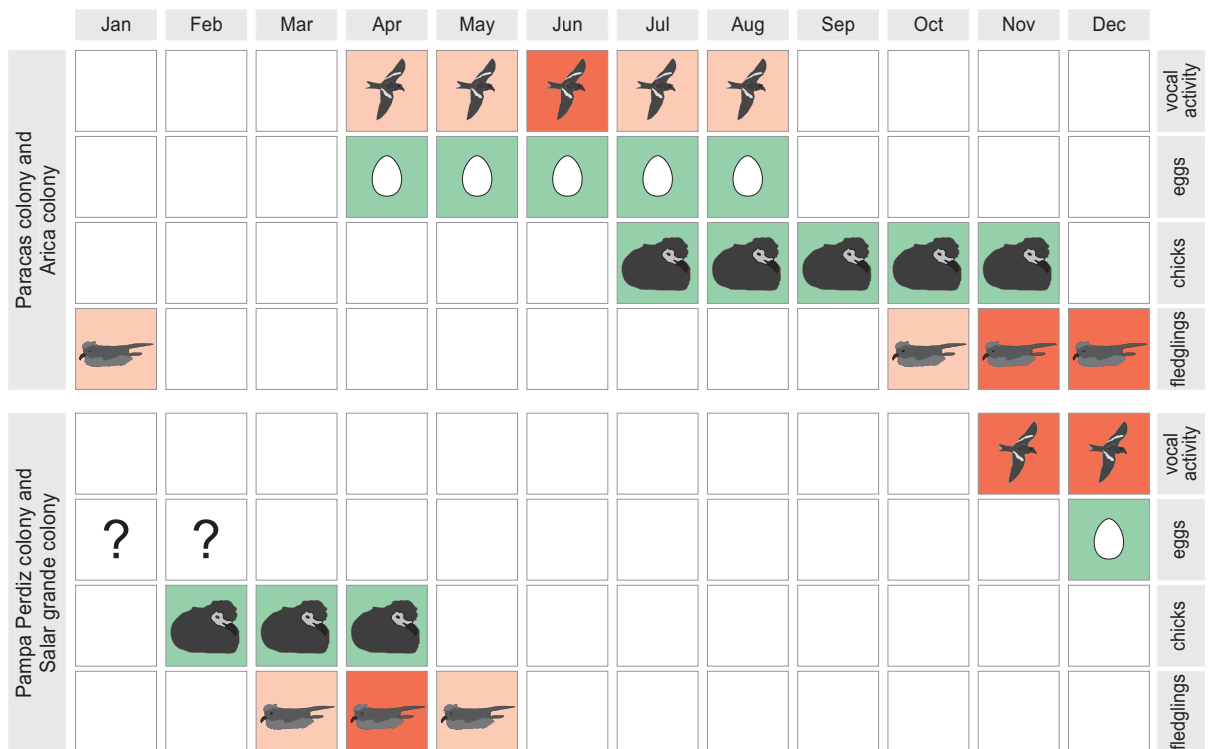 Jan Feb Mar Apr May Jun Jul Aug Sep Oct Nov Dec
Paracas colony and
Arica colony
vocal
activity
eggs
chicks
fledglings
Pampa Perdiz colony and
Salar grande colony
vocal
activity
? ?
eggs
chicks
fledglings